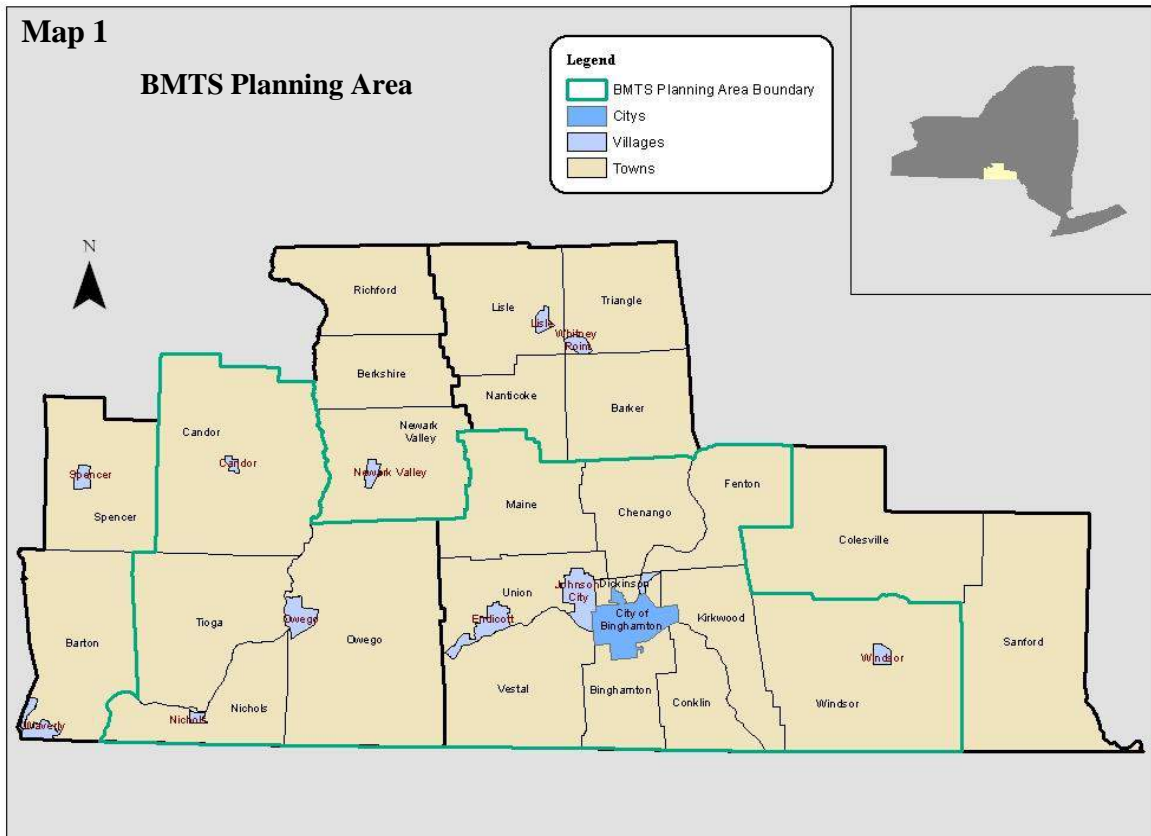 Map 1
BMTS Planning Area
Legend
BMTS Planning Area Boundary
Citys
Villages
Towns
N
Richford
Lisle
Triangle
Lisle
Whitney
Point
Berkshire
Nanticoke
Barker
Newark
Valley
Candor
Candor
Newark Valley
Spencer
Spencer
Maine
Chenango
Fenton
Colesville
Dickinson
Johnson
City
Union
Endicott
City of
Binghamton
Kirkwood
Tioga
Owego
Owego
Barton
Sanford
Windsor
Vestal
Binghamton
Conklin
Windsor
Nichols
Nichols
Waverly